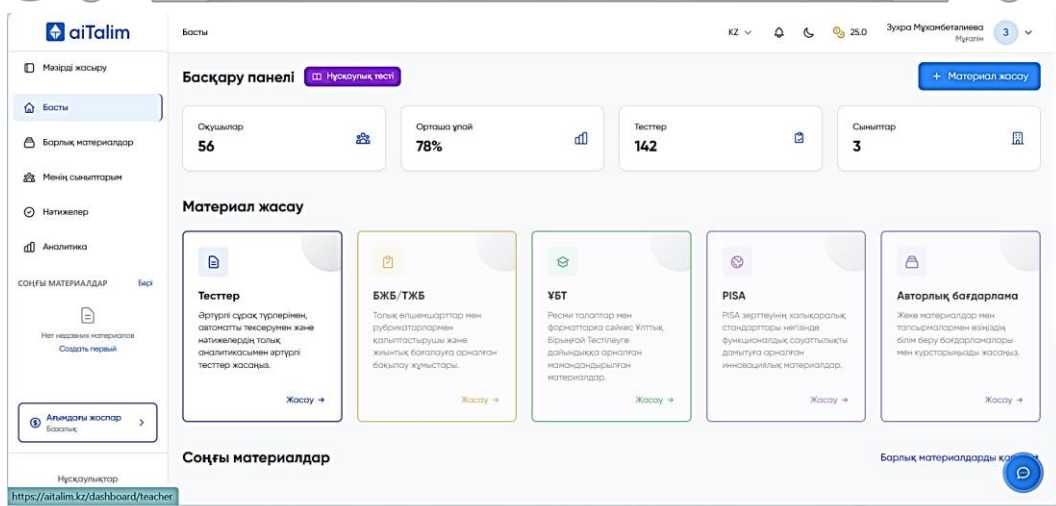 aiTalim
Басты
KZ
25.0
Зухра Мұхамбеталиева
Мұғалім
З
Мәзірді жасыру
Басты
Барлық материалдар
Менің сыныптарым
Нәтижелер
Аналитика
СОҢҒЫ МАТЕРИАЛДАР
Бәрі
Нет недавних материалов
Создать первый
Ағымдағы жоспар
Базалық
Нұсқаулықтар
https://aitalim.kz/dashboard/teacher
Басқару панелі
Нұсқаулық тесті
+ Материал жасау
Оқушылар
56
Орташа ұпай
78%
Тесттер
142
Сыныптар
3
Материал жасау
Тесттер
Әртүрлі сұрақ түрлерімен,
автоматты тексерумен және
нәтижелердің толық
аналитикасымен әртүрлі
тесттер жасаңыз.
Жасау →
БЖБ/ТЖБ
Толық өлшемшарттар мен
рубрикаторлармен
қалыптастырушы және
жиынтық бағалауға арналған
бақылау жұмыстары.
Жасау →
ҰБТ
Ресми талаптар мен
форматтарға сәйкес Ұлттық
Бірыңғай Тестілеуге
дайындыққа арналған
мамандандырылған
материалдар.
Жасау →
PISA
PISA зерттеуінің халықаралық
стандарттары негізінде
функционалдық сауаттылықты
дамытуға арналған
инновациялық материалдар.
Жасау →
Авторлық бағдарлама
Жеке материалдар мен
тапсырмалармен өзіңіздің
білім беру бағдарламалары
мен курстарыңызды жасаңыз.
Жасау →
Соңғы материалдар
Барлық материалдарды